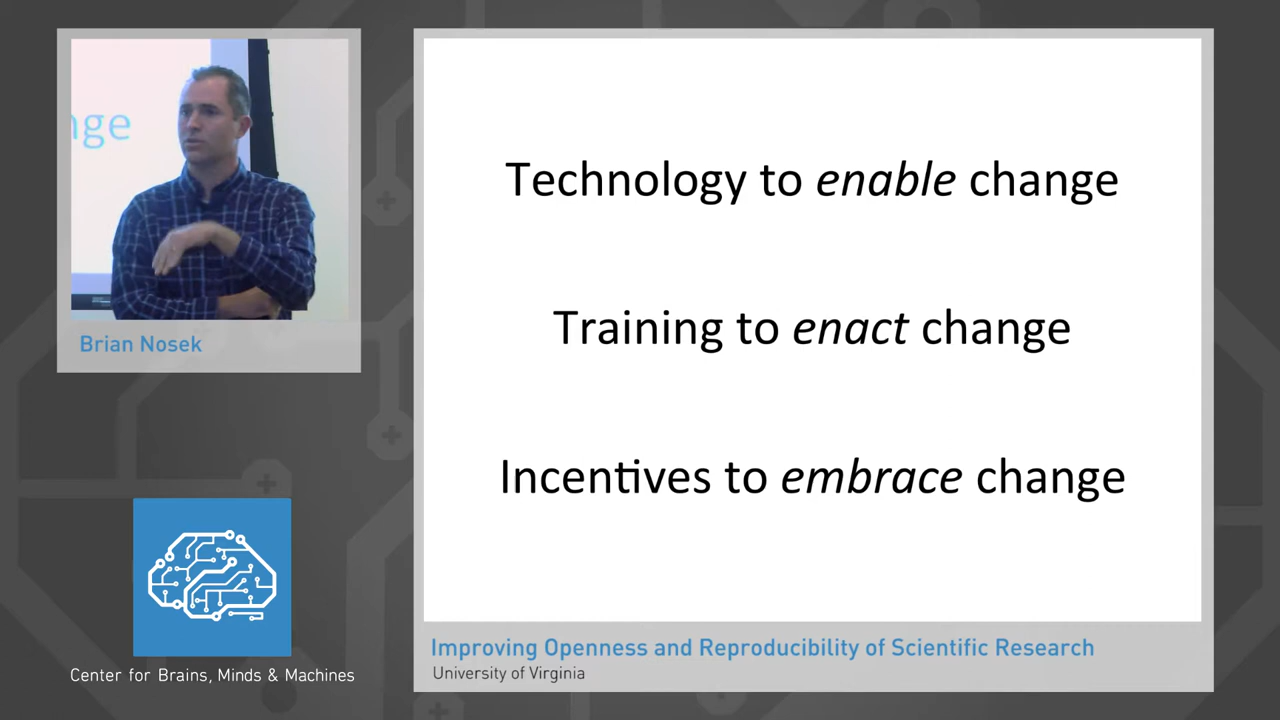 nge
Brian Nosek
Center for Brains, Minds & Machines
Technology to enable change
Training to enact change
Incentives to embrace change
Improving Openness and Reproducibility of Scientific Research
University of Virginia